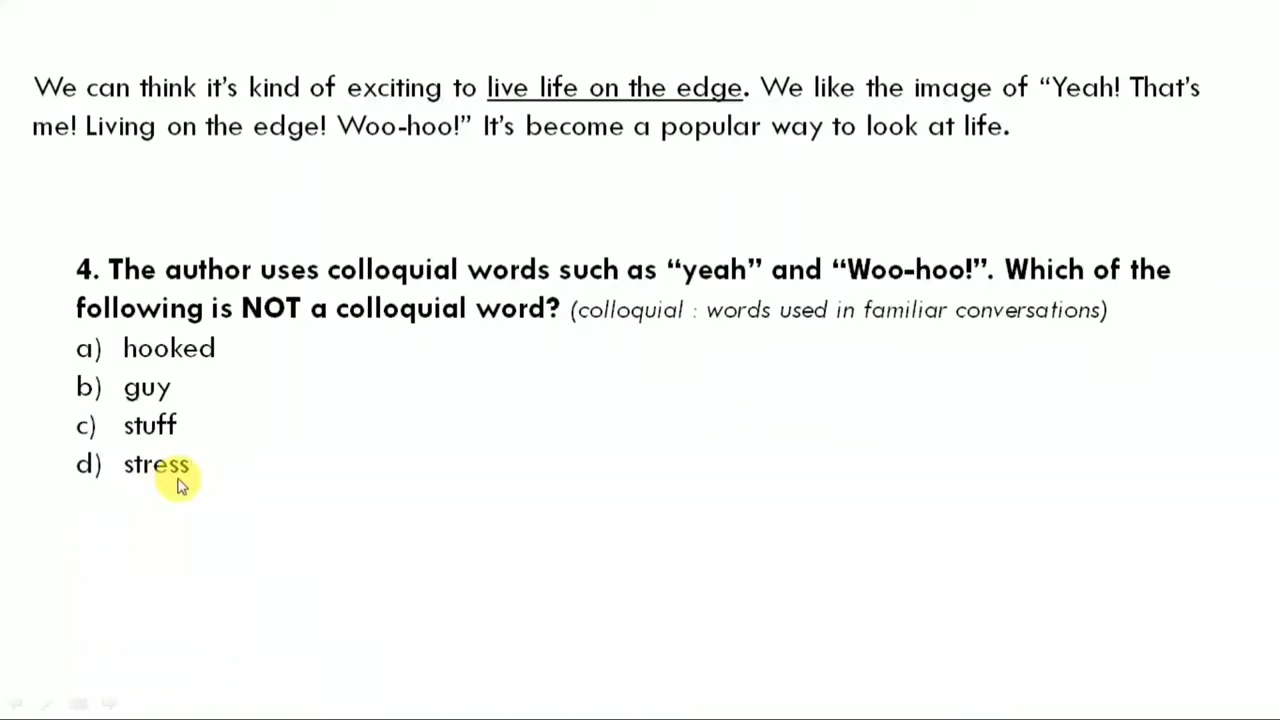 We can think it's kind of exciting to live life on the edge. We like the image of “Yeah! That's
me! Living on the edge! Woo-hoo!” It's become a popular way to look at life.
4. The author uses colloquial words such as “yeah” and “Woo-hoo!”. Which of the
following is NOT a colloquial word? (colloquial : words used in familiar conversations)
a) hooked
b) guy
c) stuff
d) stress